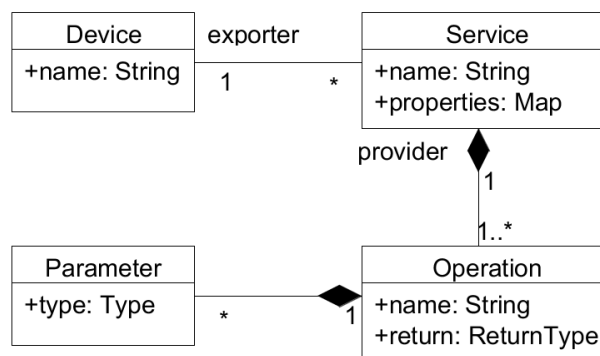 Device
exporter
Service
+name: String
1
*
+name: String
+properties: Map
provider
1
1..*
Parameter
Operation
+type: Type
*
1
+name: String
+return: ReturnType